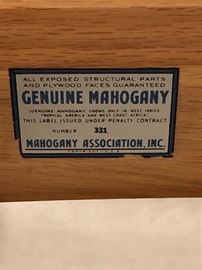 ALL EXPOSED STRUCTURAL PARTS
AND PLYWOOD FACES GUARANTEED
GENUINE MAHOGANY
(GENUINE MAHOGANY GROWS ONLY IN WEST INDIES,
TROPICAL AMERICA AND WEST COAST AFRICA)
THIS LABEL ISSUED UNDER PENALTY CONTRACT
NUMBER 331
MAHOGANY ASSOCIATION, INC.